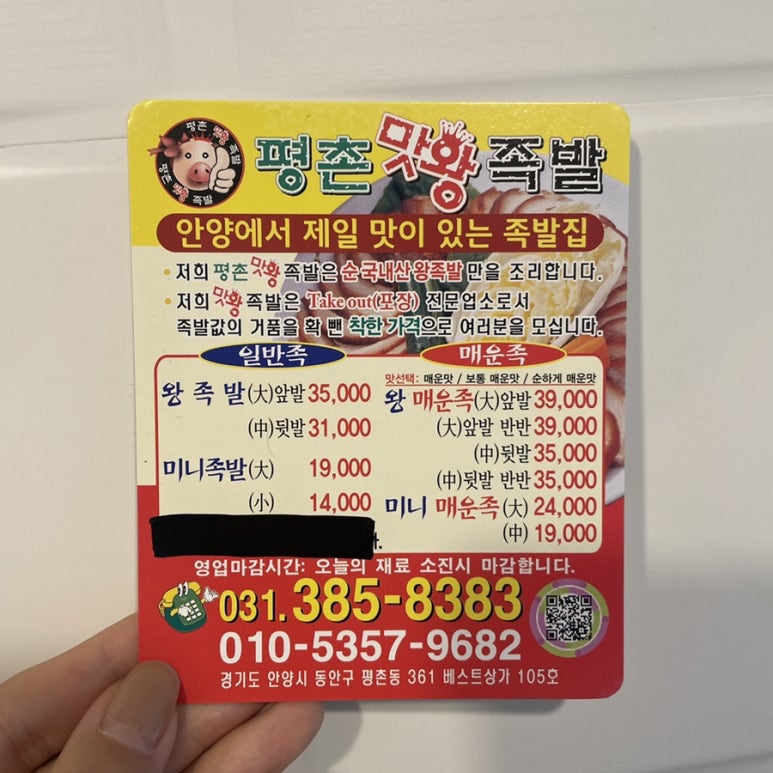 평촌 맛왕 족발
평촌 맛왕 족발
평촌 맛왕 족발
안양에서 제일 맛이 있는 족발집
• 저희 평촌 맛왕 족발은 순 국내산 왕족발 만을 조리합니다.
• 저희 맛왕 족발은 Take out(포장) 전문업소로서
족발값의 거품을 확 뺀 착한 가격으로 여러분을 모십니다.
일반족
왕 족 발 (大)앞발 35,000
(中)뒷발 31,000
미니족발 (大) 19,000
(小) 14,000
다.
매운족
맛선택: 매운맛 / 보통 매운맛 / 순하게 매운맛
왕 매운족(大)앞발 39,000
(大)앞발 반반 39,000
(中)뒷발 35,000
(中)뒷발 반반 35,000
미니 매운족 (大) 24,000
(中) 19,000
영업마감시간: 오늘의 재료 소진시 마감합니다.
031.385-8383
010-5357-9682
경기도 안양시 동안구 평촌동 361 베스트상가 105호